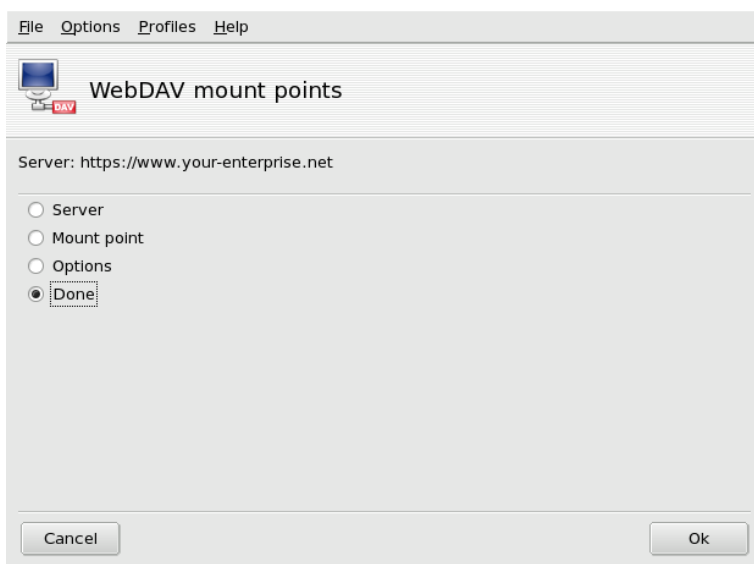 File Options Profiles Help
WebDAV mount points
DAV
Server: https://www.your-enterprise.net
Server
Mount point
Options
Done
Cancel Ok